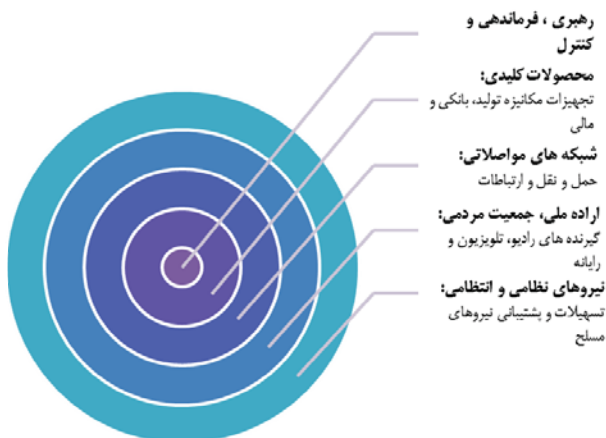 رهبری ، فرماندهی و
کنترل
محصولات کلیدی:
تجهیزات مکانیزه تولید، بانکی و
مالی
شبکه های مواصلاتی:
حمل و نقل و ارتباطات
اراده ملی، جمعیت مردمی:
گیرنده های رادیو، تلویزیون و
رایانه
نیروهای نظامی و انتظامی:
تسهیلات و پشتیبانی نیروهای
مسلح